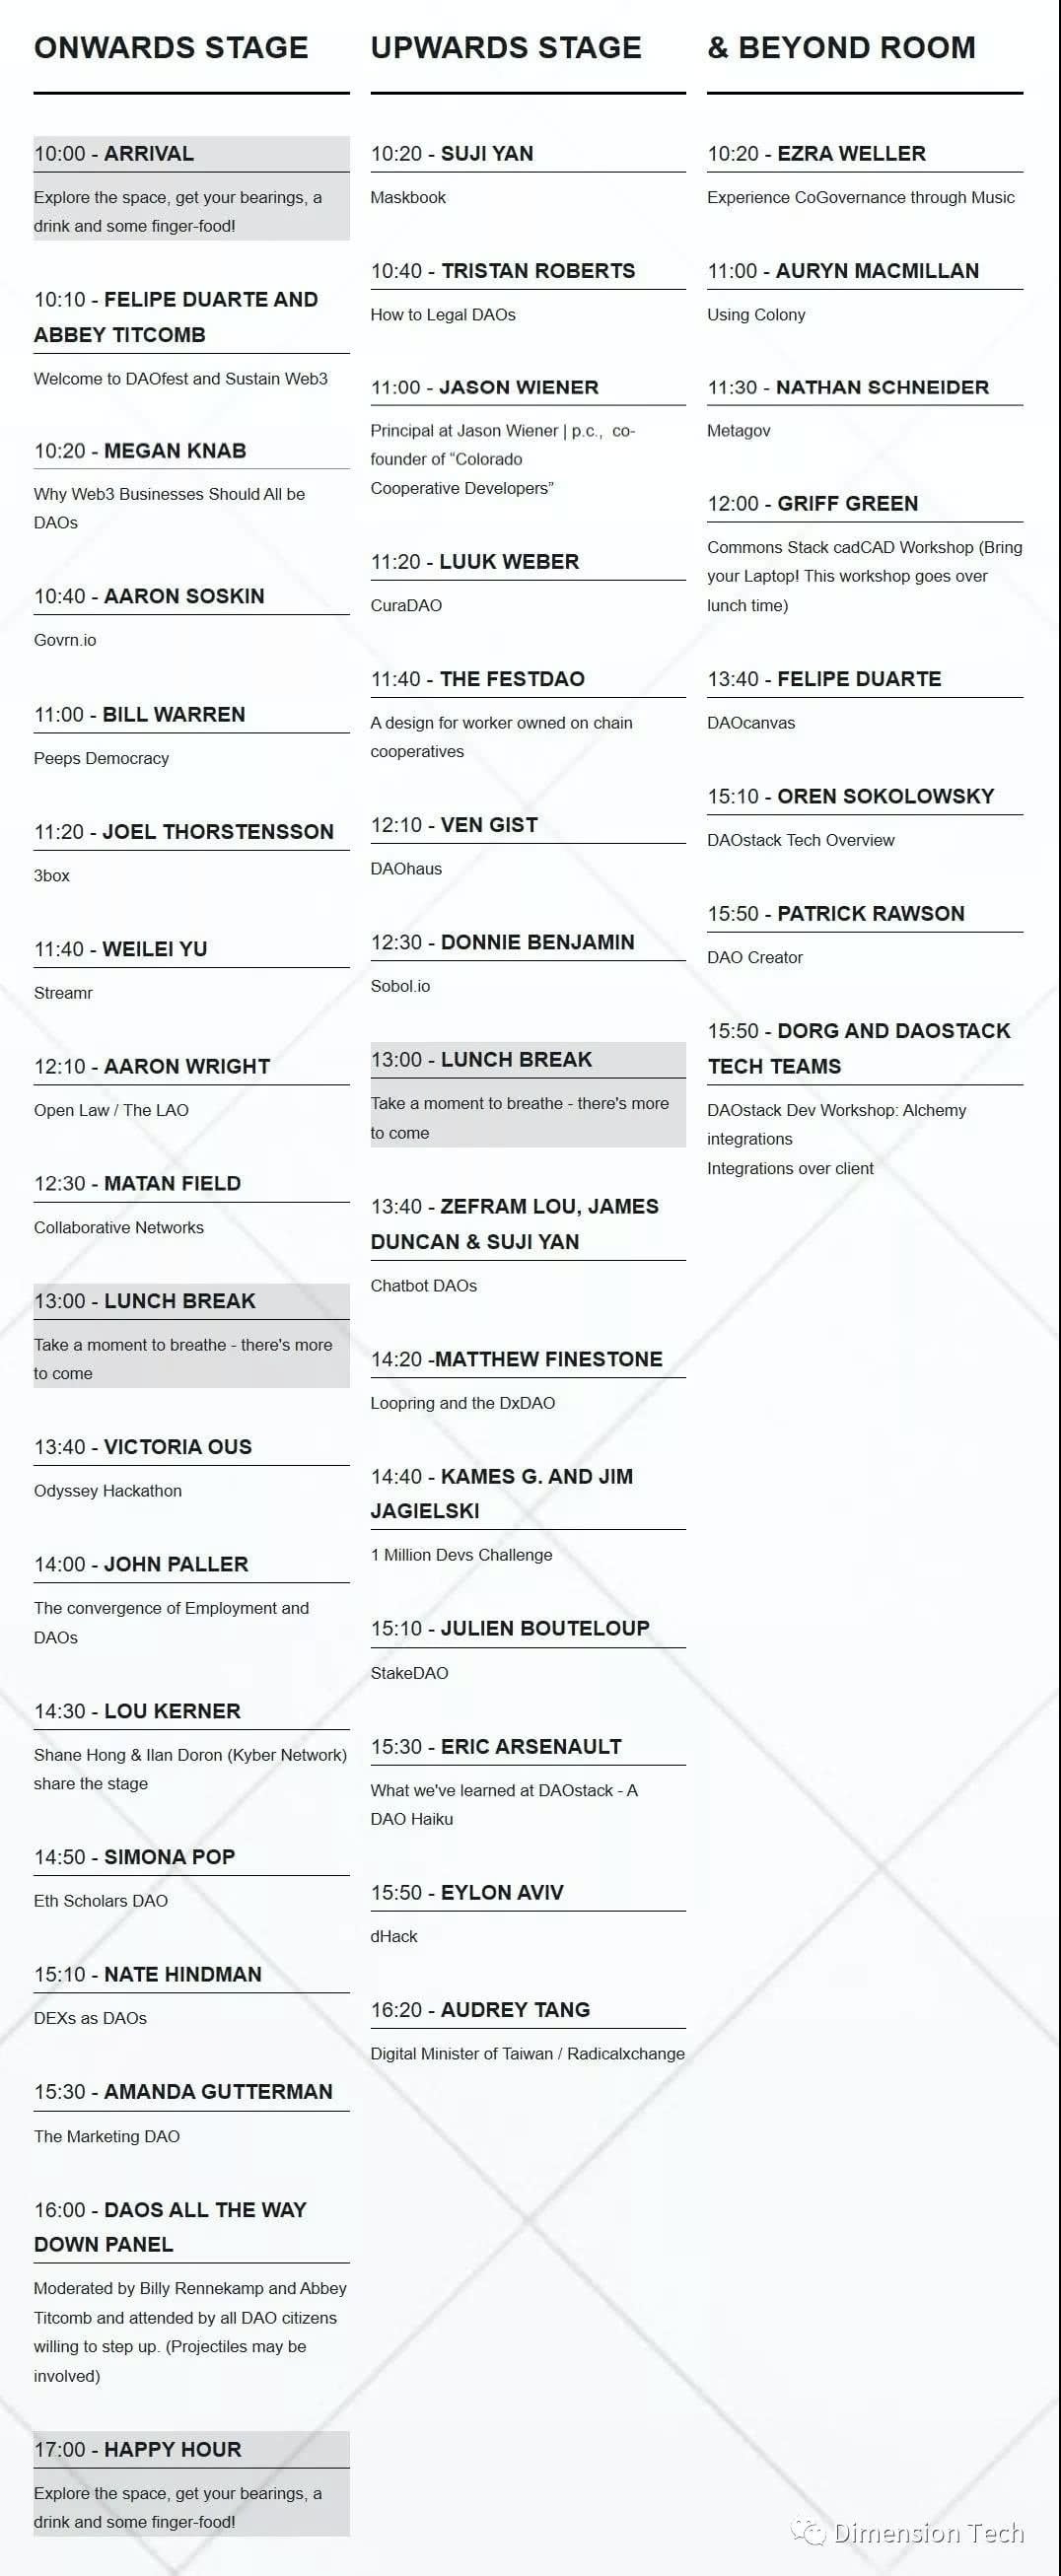 ONWARDS STAGE
10:00 - ARRIVAL
Explore the space, get your bearings, a
drink and some finger-food!
10:10 - FELIPE DUARTE AND
ABBEY TITCOMB
Welcome to DAOfest and Sustain Web3
10:20 - MEGAN KNAB
Why Web3 Businesses Should All be
DAOs
10:40 - AARON SOSKIN
Govrn.io
11:00 - BILL WARREN
Peeps Democracy
11:20 - JOEL THORSTENSSON
3box
11:40 - WEILEI YU
Streamr
12:10 - AARON WRIGHT
Open Law / The LAO
12:30 - MATAN FIELD
Collaborative Networks
13:00 - LUNCH BREAK
Take a moment to breathe - there's more
to come
13:40 - VICTORIA OUS
Odyssey Hackathon
14:00 - JOHN PALLER
The convergence of Employment and
DAOs
14:30 - LOU KERNER
Shane Hong & Ilan Doron (Kyber Network)
share the stage
14:50 - SIMONA POP
Eth Scholars DAO
15:10 - NATE HINDMAN
DEXs as DAOs
15:30 - AMANDA GUTTERMAN
The Marketing DAO
16:00 - DAOS ALL THE WAY
DOWN PANEL
Moderated by Billy Rennekamp and Abbey
Titcomb and attended by all DAO citizens
willing to step up. (Projectiles may be
involved)
17:00 - HAPPY HOUR
Explore the space, get your bearings, a
drink and some finger-food!
UPWARDS STAGE
10:20 - SUJI YAN
Maskbook
10:40 - TRISTAN ROBERTS
How to Legal DAOs
11:00 - JASON WIENER
Principal at Jason Wiener | p.c., co-
founder of “Colorado
Cooperative Developers”
11:20 - LUUK WEBER
CuraDAO
11:40 - THE FESTDAO
A design for worker owned on chain
cooperatives
12:10 - VEN GIST
DAOhaus
12:30 - DONNIE BENJAMIN
Sobol.io
13:00 - LUNCH BREAK
Take a moment to breathe - there's more
to come
13:40 - ZEFRAM LOU, JAMES
DUNCAN & SUJI YAN
Chatbot DAOs
14:20 -MATTHEW FINESTONE
Loopring and the DxDAO
14:40 - KAMES G. AND JIM
JAGIELSKI
1 Million Devs Challenge
15:10 - JULIEN BOUTELOUP
StakeDAO
15:30 - ERIC ARSENAULT
What we've learned at DAOstack - A
DAO Haiku
15:50 - EYLON AVIV
dHack
16:20 - AUDREY TANG
Digital Minister of Taiwan / Radicalxchange
& BEYOND ROOM
10:20 - EZRA WELLER
Experience CoGovernance through Music
11:00 - AURYN MACMILLAN
Using Colony
11:30 - NATHAN SCHNEIDER
Metagov
12:00 - GRIFF GREEN
Commons Stack cadCAD Workshop (Bring
your Laptop! This workshop goes over
lunch time)
13:40 - FELIPE DUARTE
DAOcanvas
15:10 - OREN SOKOLOWSKY
DAOstack Tech Overview
15:50 - PATRICK RAWSON
DAO Creator
15:50 - DORG AND DAOSTACK
TECH TEAMS
DAOstack Dev Workshop: Alchemy
integrations
Integrations over client
Dimension Tech